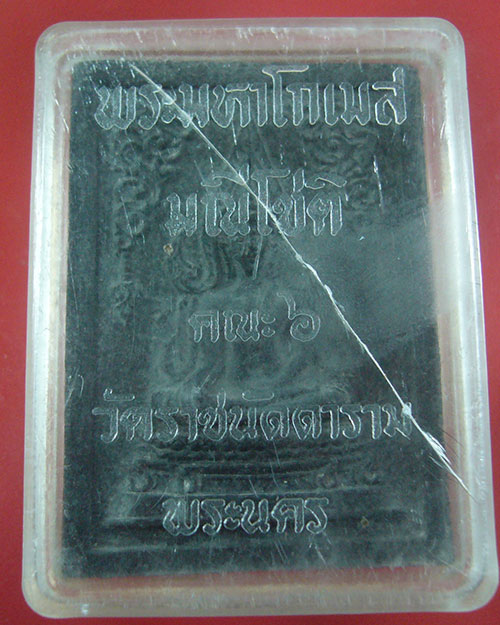 พระมหาโกเมส
มณีโชติ
คณะ ๖
วัดราชนัดดาราม
พระนคร